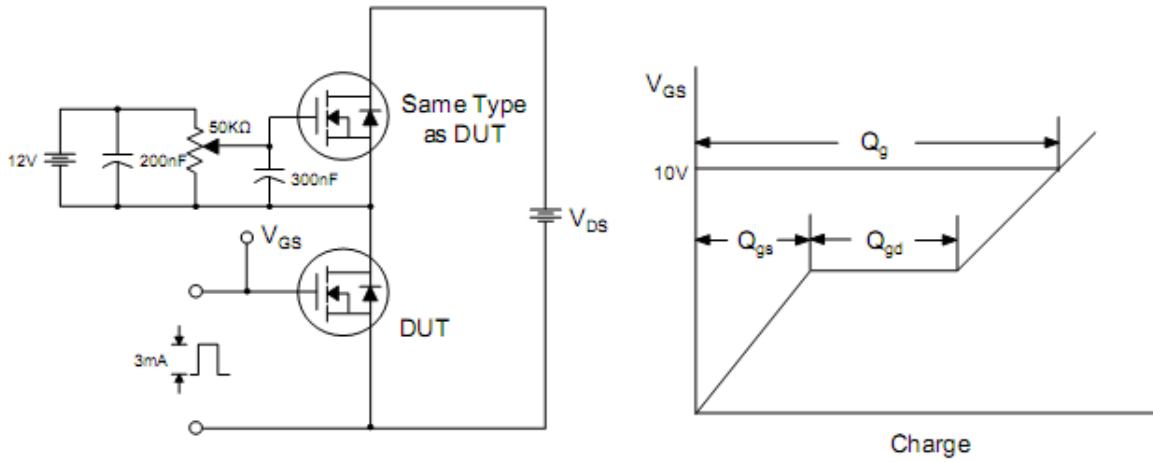 Same Type
as DUT
50KΩ
12V
200nF
300nF
V_GS
V_DS
DUT
3mA
V_GS
Q_g
10V
Q_gs
Q_gd
Charge